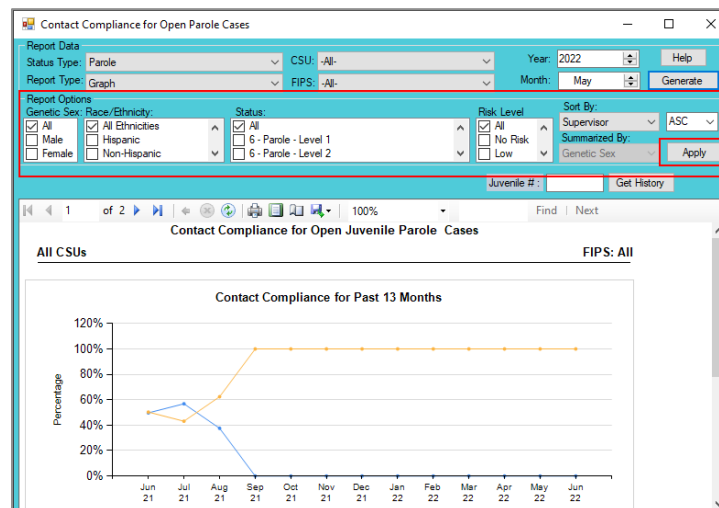 Contact Compliance for Open Parole Cases
Report Data
Status Type: Parole CSU: -All- Year: 2022 Help
Report Type: Graph FIPS: -All- Month: May Generate
Report Options
Genetic Sex: Race/Ethnicity: Status: Risk Level Sort By:
All All Ethnicities All All Supervisor ASC
Male Hispanic 6 - Parole - Level 1 No Risk Summarized By:
Female Non-Hispanic 6 - Parole - Level 2 Low Genetic Sex Apply
Juvenile # : Get History
1 of 2 100% Find | Next
Contact Compliance for Open Juvenile Parole Cases
All CSUs FIPS: All
Contact Compliance for Past 13 Months
120%
100%
80%
60%
40%
20%
0%
Percentage
Jun Jul Aug Sep Oct Nov Dec Jan Feb Mar Apr May Jun
21 21 21 21 21 21 21 22 22 22 22 22 22